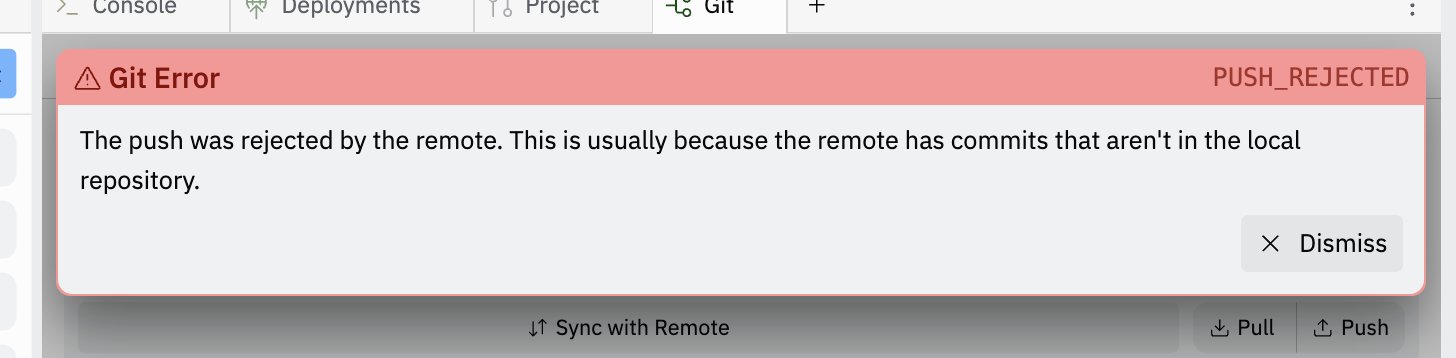 Console
Deployments
Project
Git
+
Git Error
PUSH_REJECTED
The push was rejected by the remote. This is usually because the remote has commits that aren't in the local
repository.
Dismiss
Sync with Remote
Pull
Push